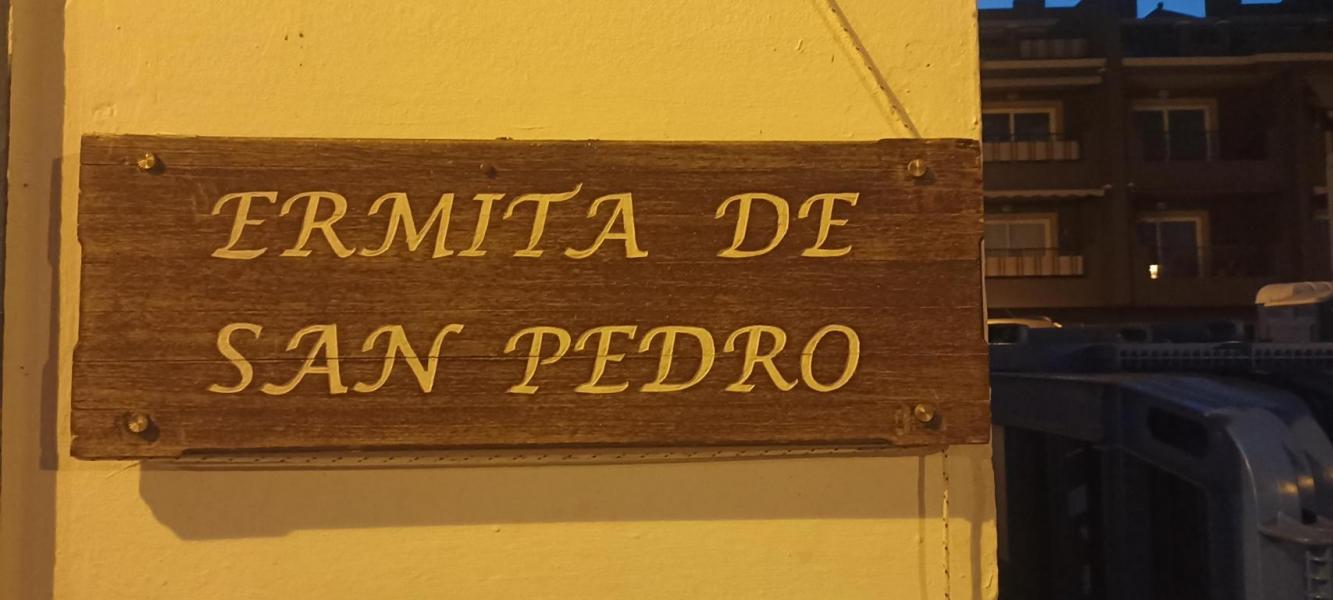 ERMITA DE
SAN PEDRO